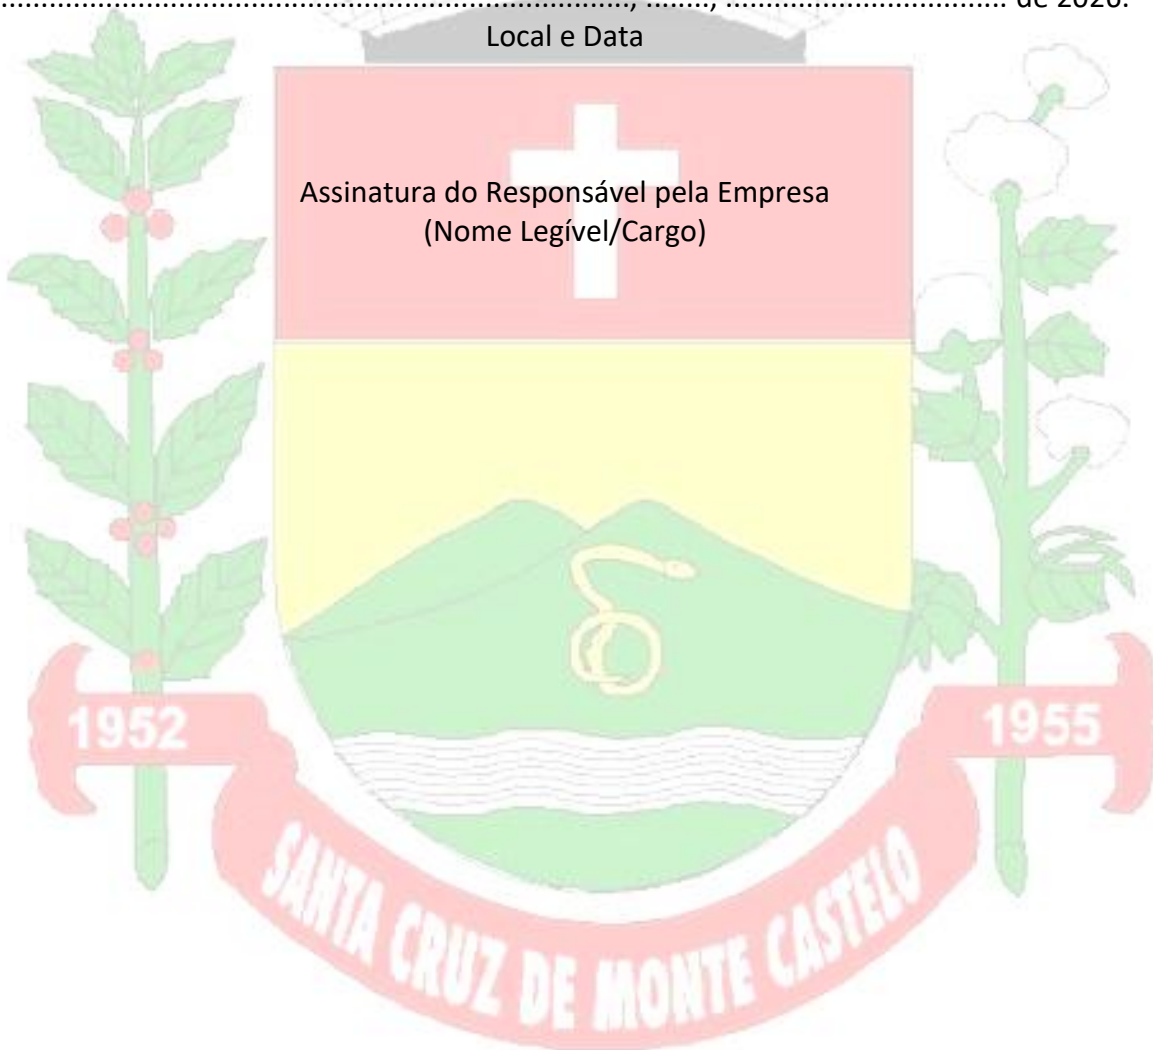 ......................................................................, ......., ................................... de 2026.
Local e Data
Assinatura do Responsável pela Empresa
(Nome Legível/Cargo)
1952
1955
SANTA CRUZ DE MONTE CASTELO